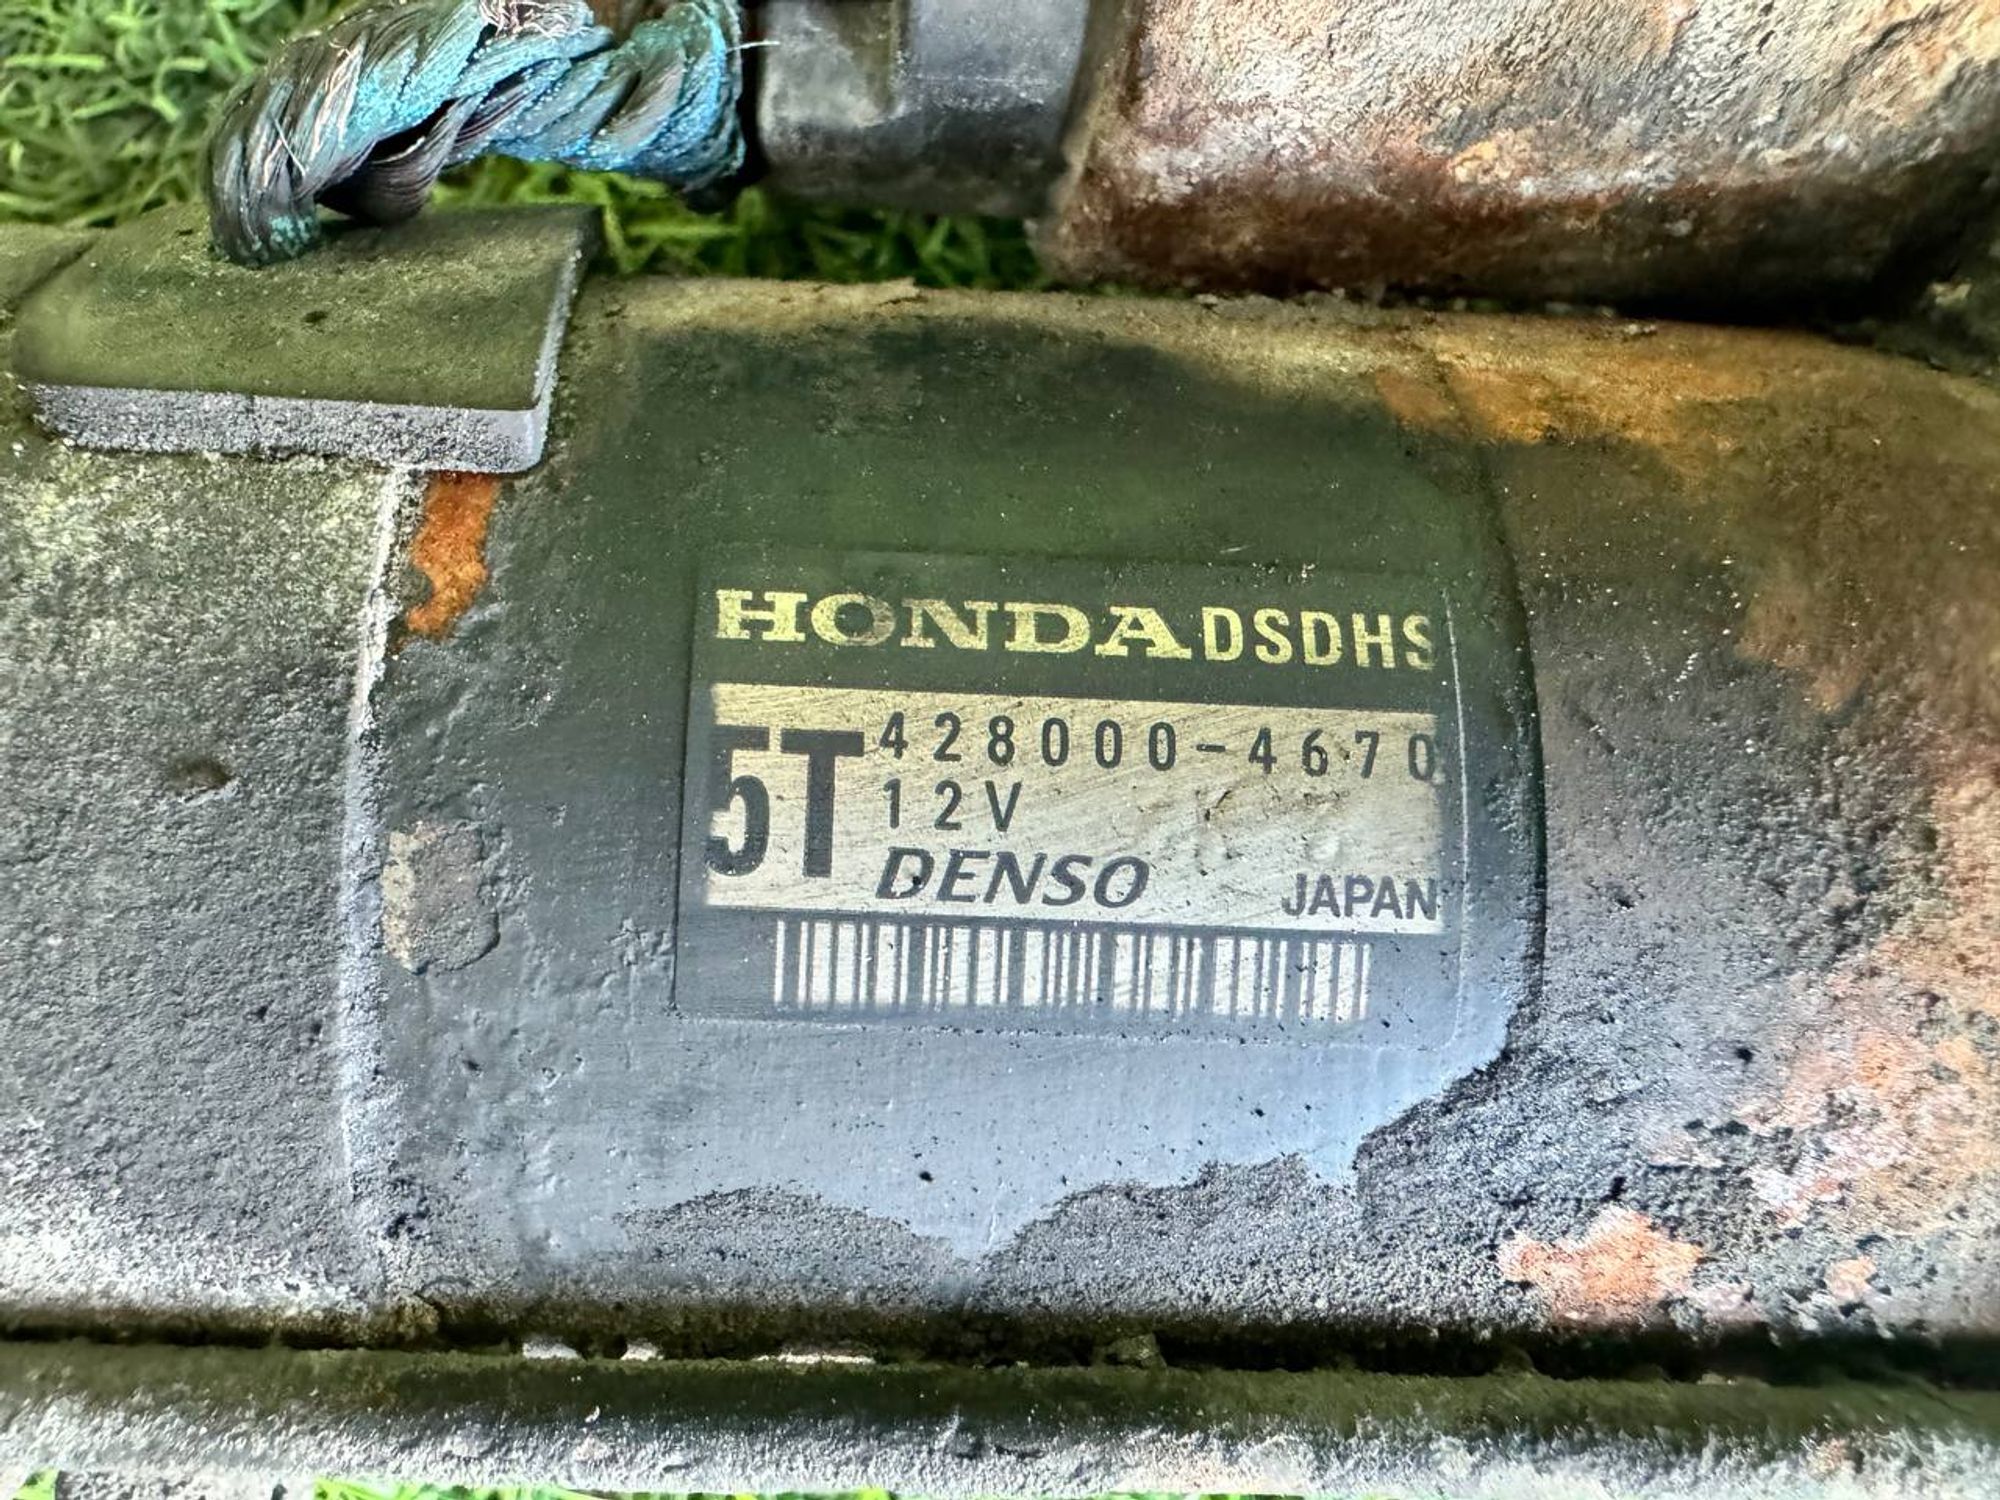 HONDA DSDHS
5T 428000-4670
12V
DENSO JAPAN